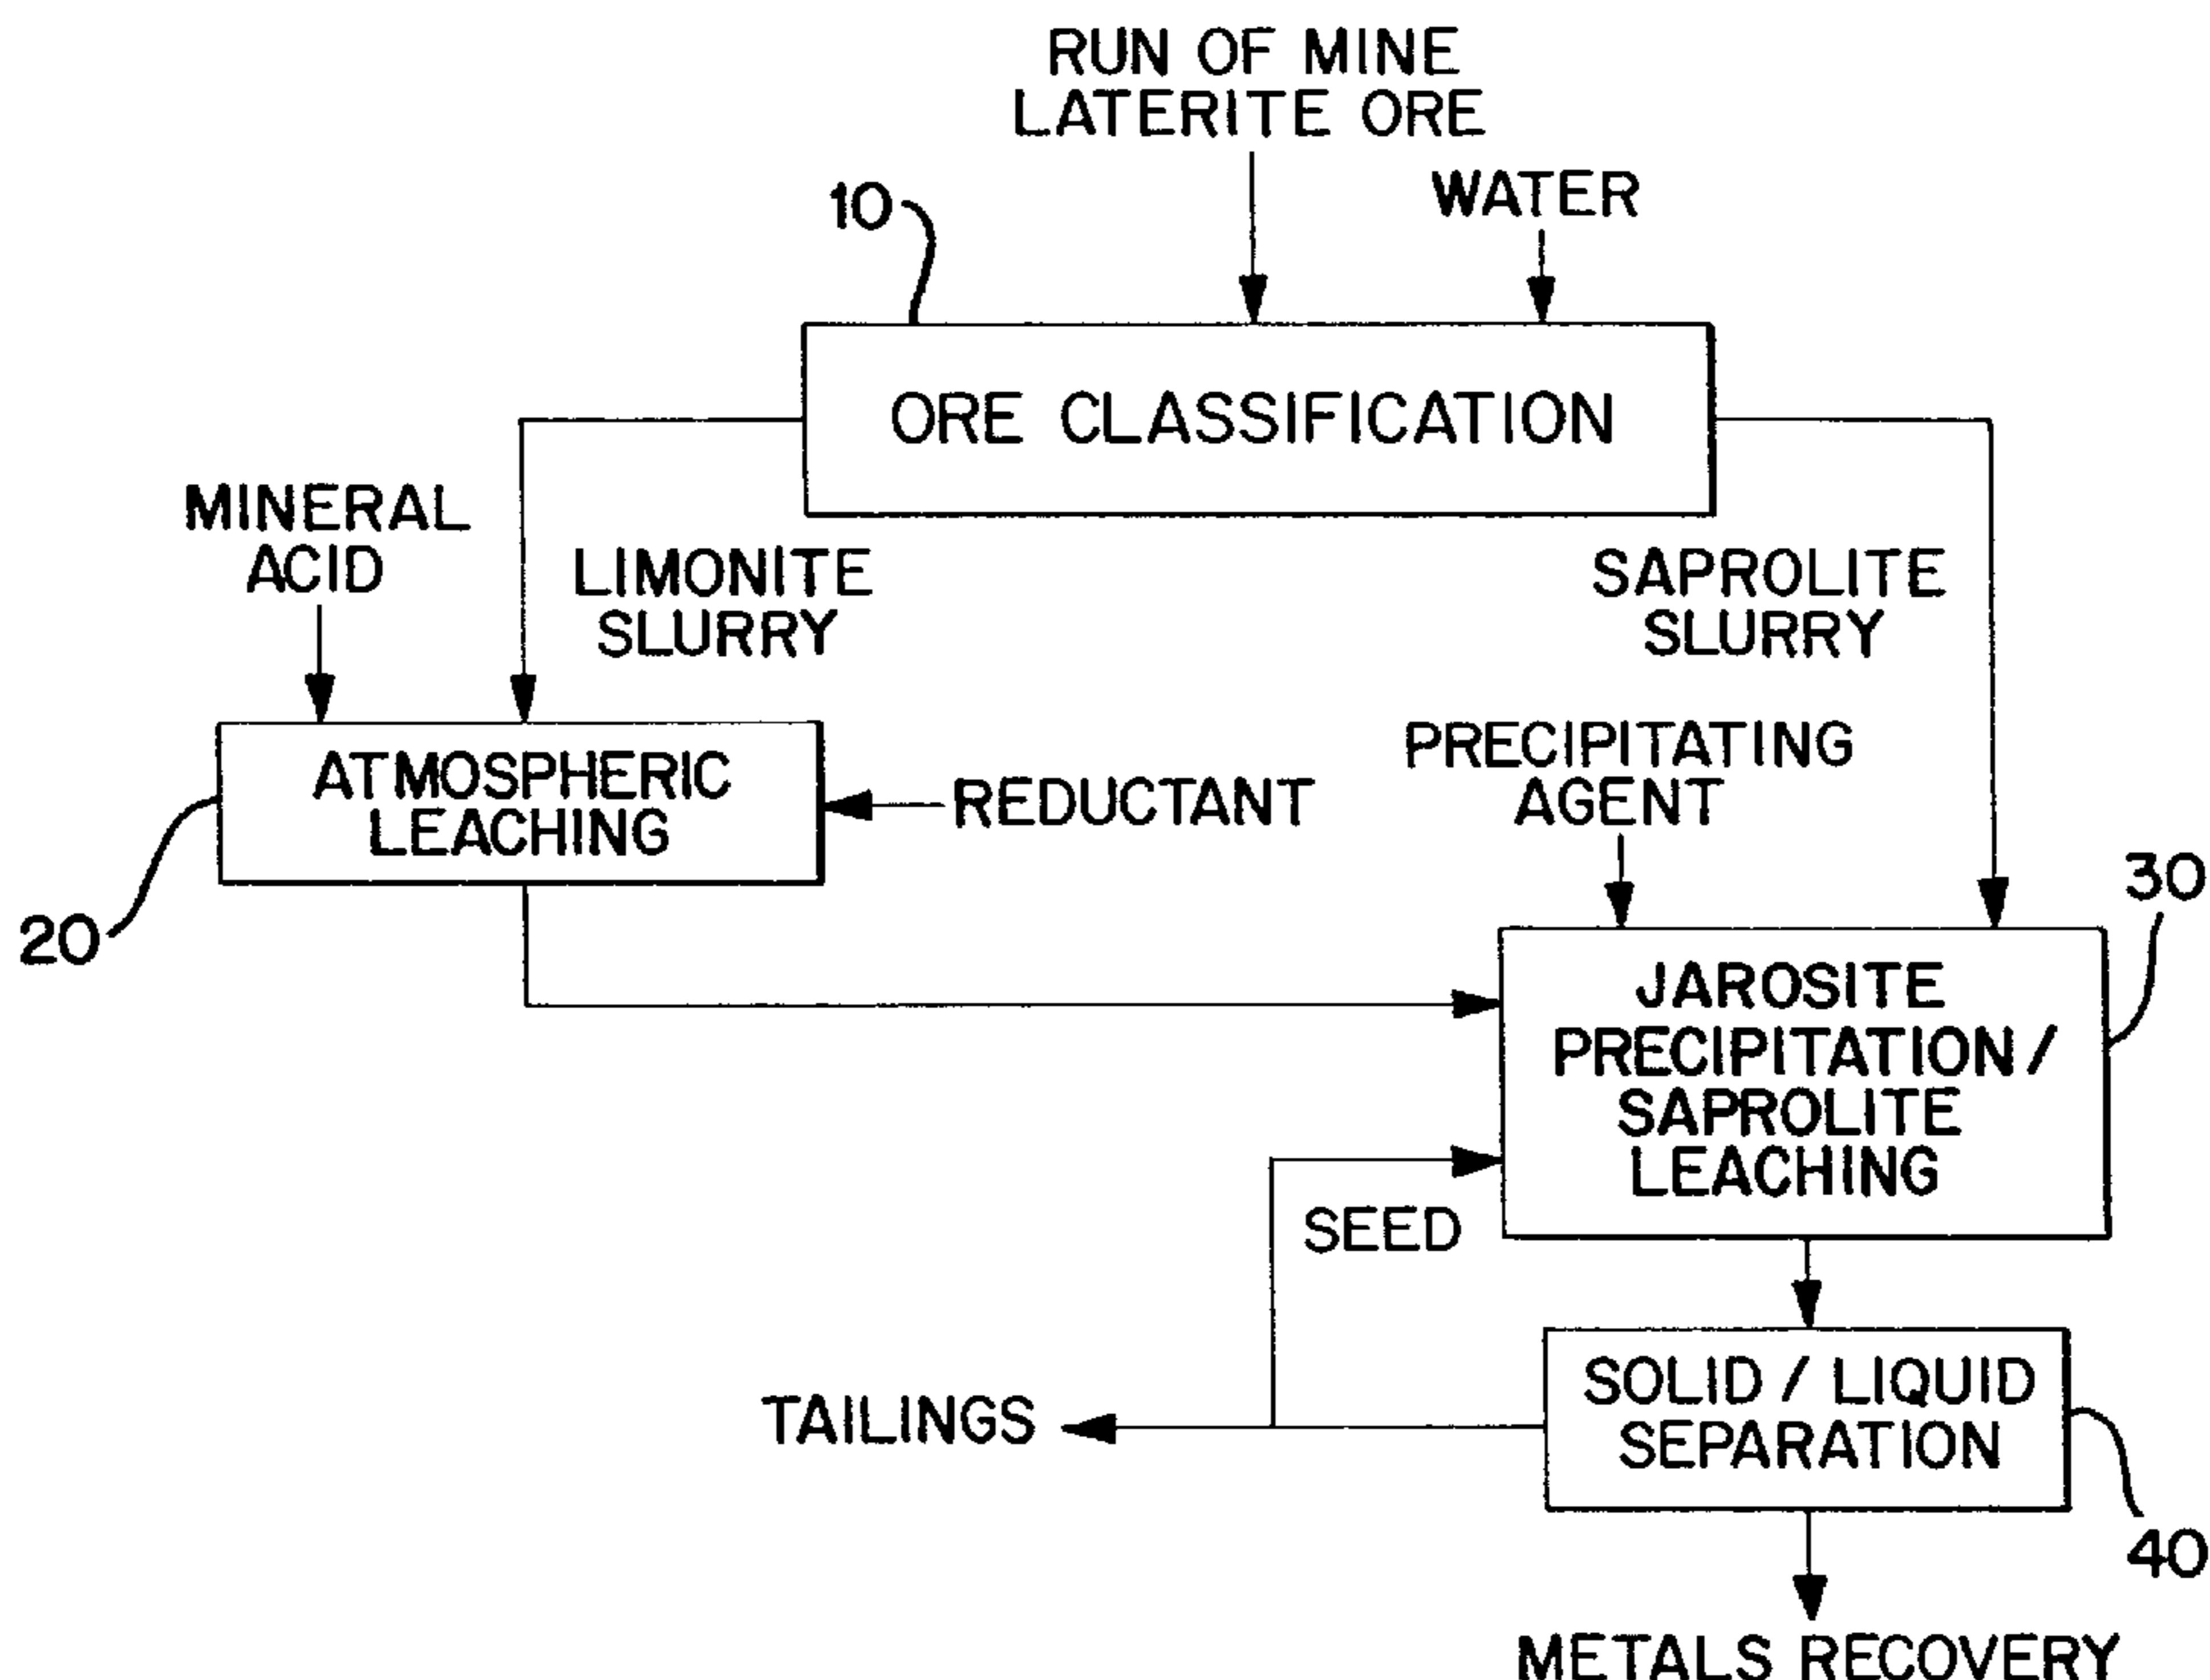 RUN OF MINE
LATERITE ORE
WATER
10
ORE CLASSIFICATION
MINERAL
ACID
LIMONITE
SLURRY
SAPROLITE
SLURRY
ATMOSPHERIC
LEACHING
REDUCTANT
PRECIPITATING
AGENT
20
30
JAROSITE
PRECIPITATION /
SAPROLITE
LEACHING
SEED
TAILINGS
SOLID / LIQUID
SEPARATION
40
METALS RECOVERY